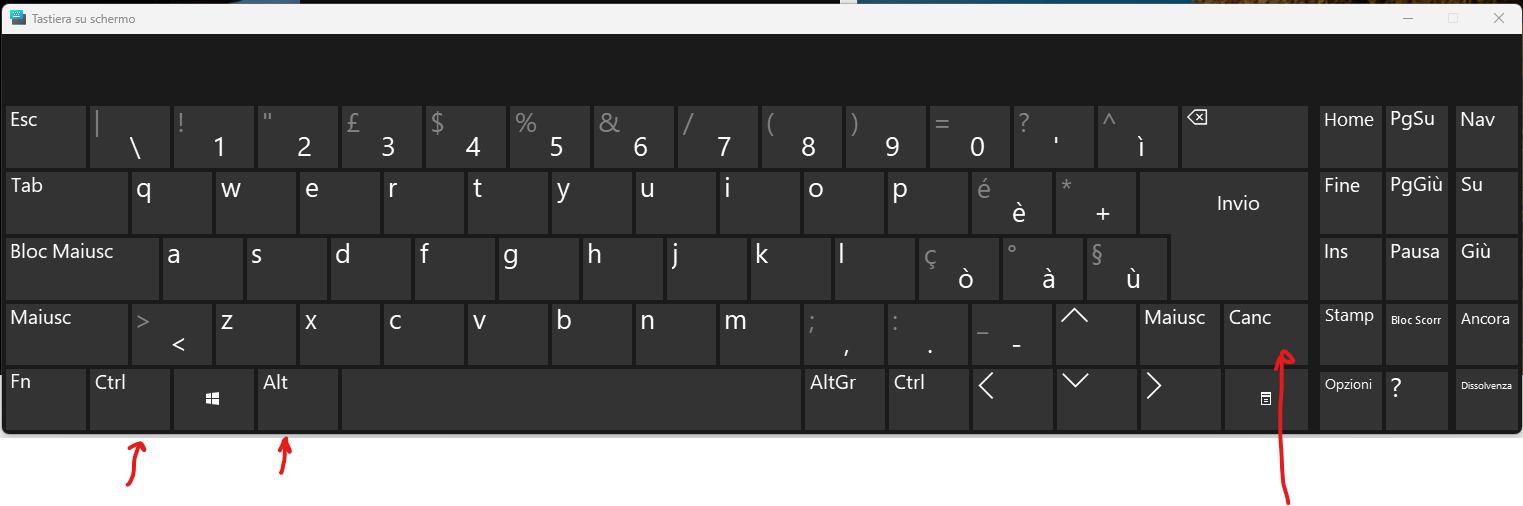 Tastiera su schermo
Esc | \ ! 1 " 2 £ 3 $ 4 % 5 & 6 / 7 ( 8 ) 9 = 0 ? ' ^ ì Home PgSu Nav
Tab q w e r t y u i o p é è * + Invio Fine PgGiù Su
Bloc Maiusc a s d f g h j k l ç ò ° à § ù Ins Pausa Giù
Maiusc > < z x c v b n m ; , : . _ - Maiusc Canc Stamp Bloc Scorr Ancora
Fn Ctrl Alt AltGr Ctrl Opzioni ? Dissolvenza